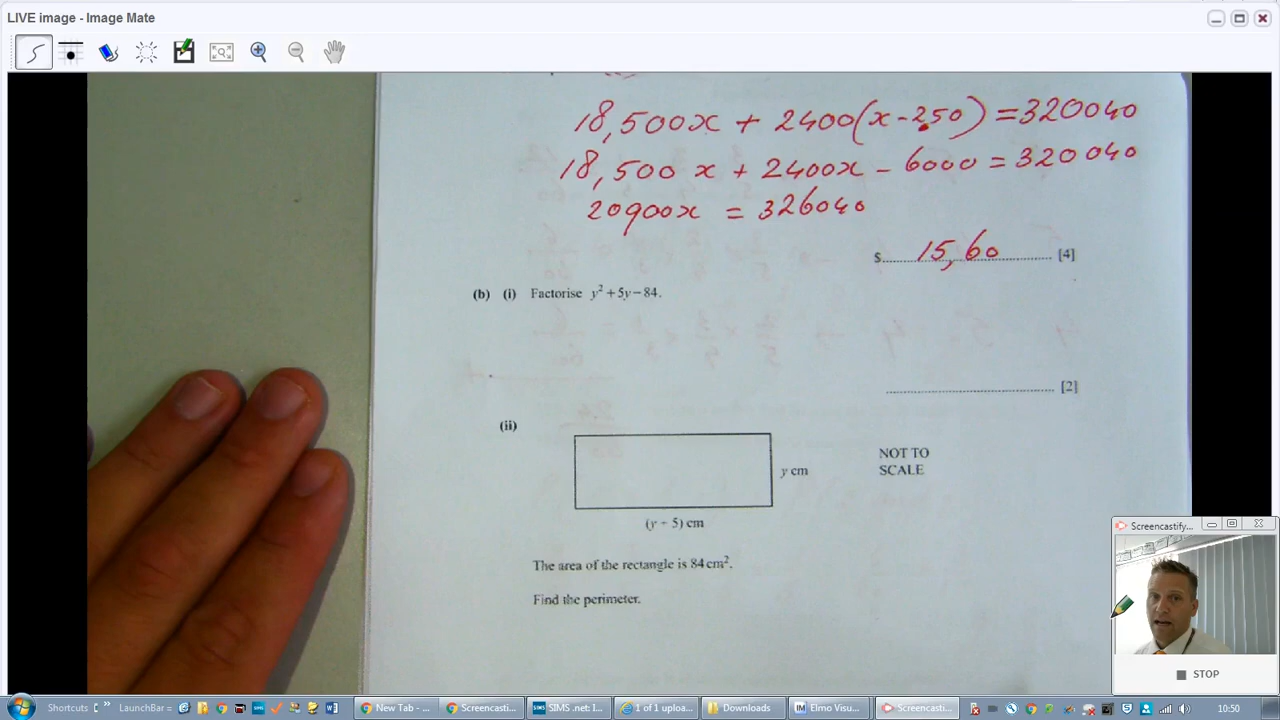 LIVE image - Image Mate
18,500x + 2400(x - 2.50) = 320040
18,500 x + 2400x - 6000 = 320 040
20900x = 326040
$ 15,60 [4]
(b) (i) Factorise y² + 5y − 84.
[2]
(ii)
y cm
NOT TO
SCALE
(y + 5) cm
The area of the rectangle is 84 cm².
Find the perimeter.
Screencastify...
STOP
Shortcuts
LaunchBar
New Tab - ...
Screencasti...
SIMS .net: I...
1 of 1 uploa...
Downloads
Elmo Visu...
Screencasti...
10:50